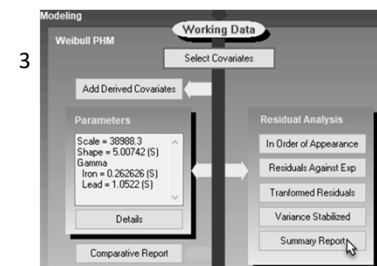 Modeling
Working Data
Weibull PHM
3
Select Covariates
Add Derived Covariates
Parameters
Scale = 38988.3
Shape = 5.00742 (S)
Gamma
Iron = 0.262626 (S)
Lead = 1.0522 (S)
Details
Comparative Report
Residual Analysis
In Order of Appearance
Residuals Against Exp
Tranformed Residuals
Variance Stabilized
Summary Report